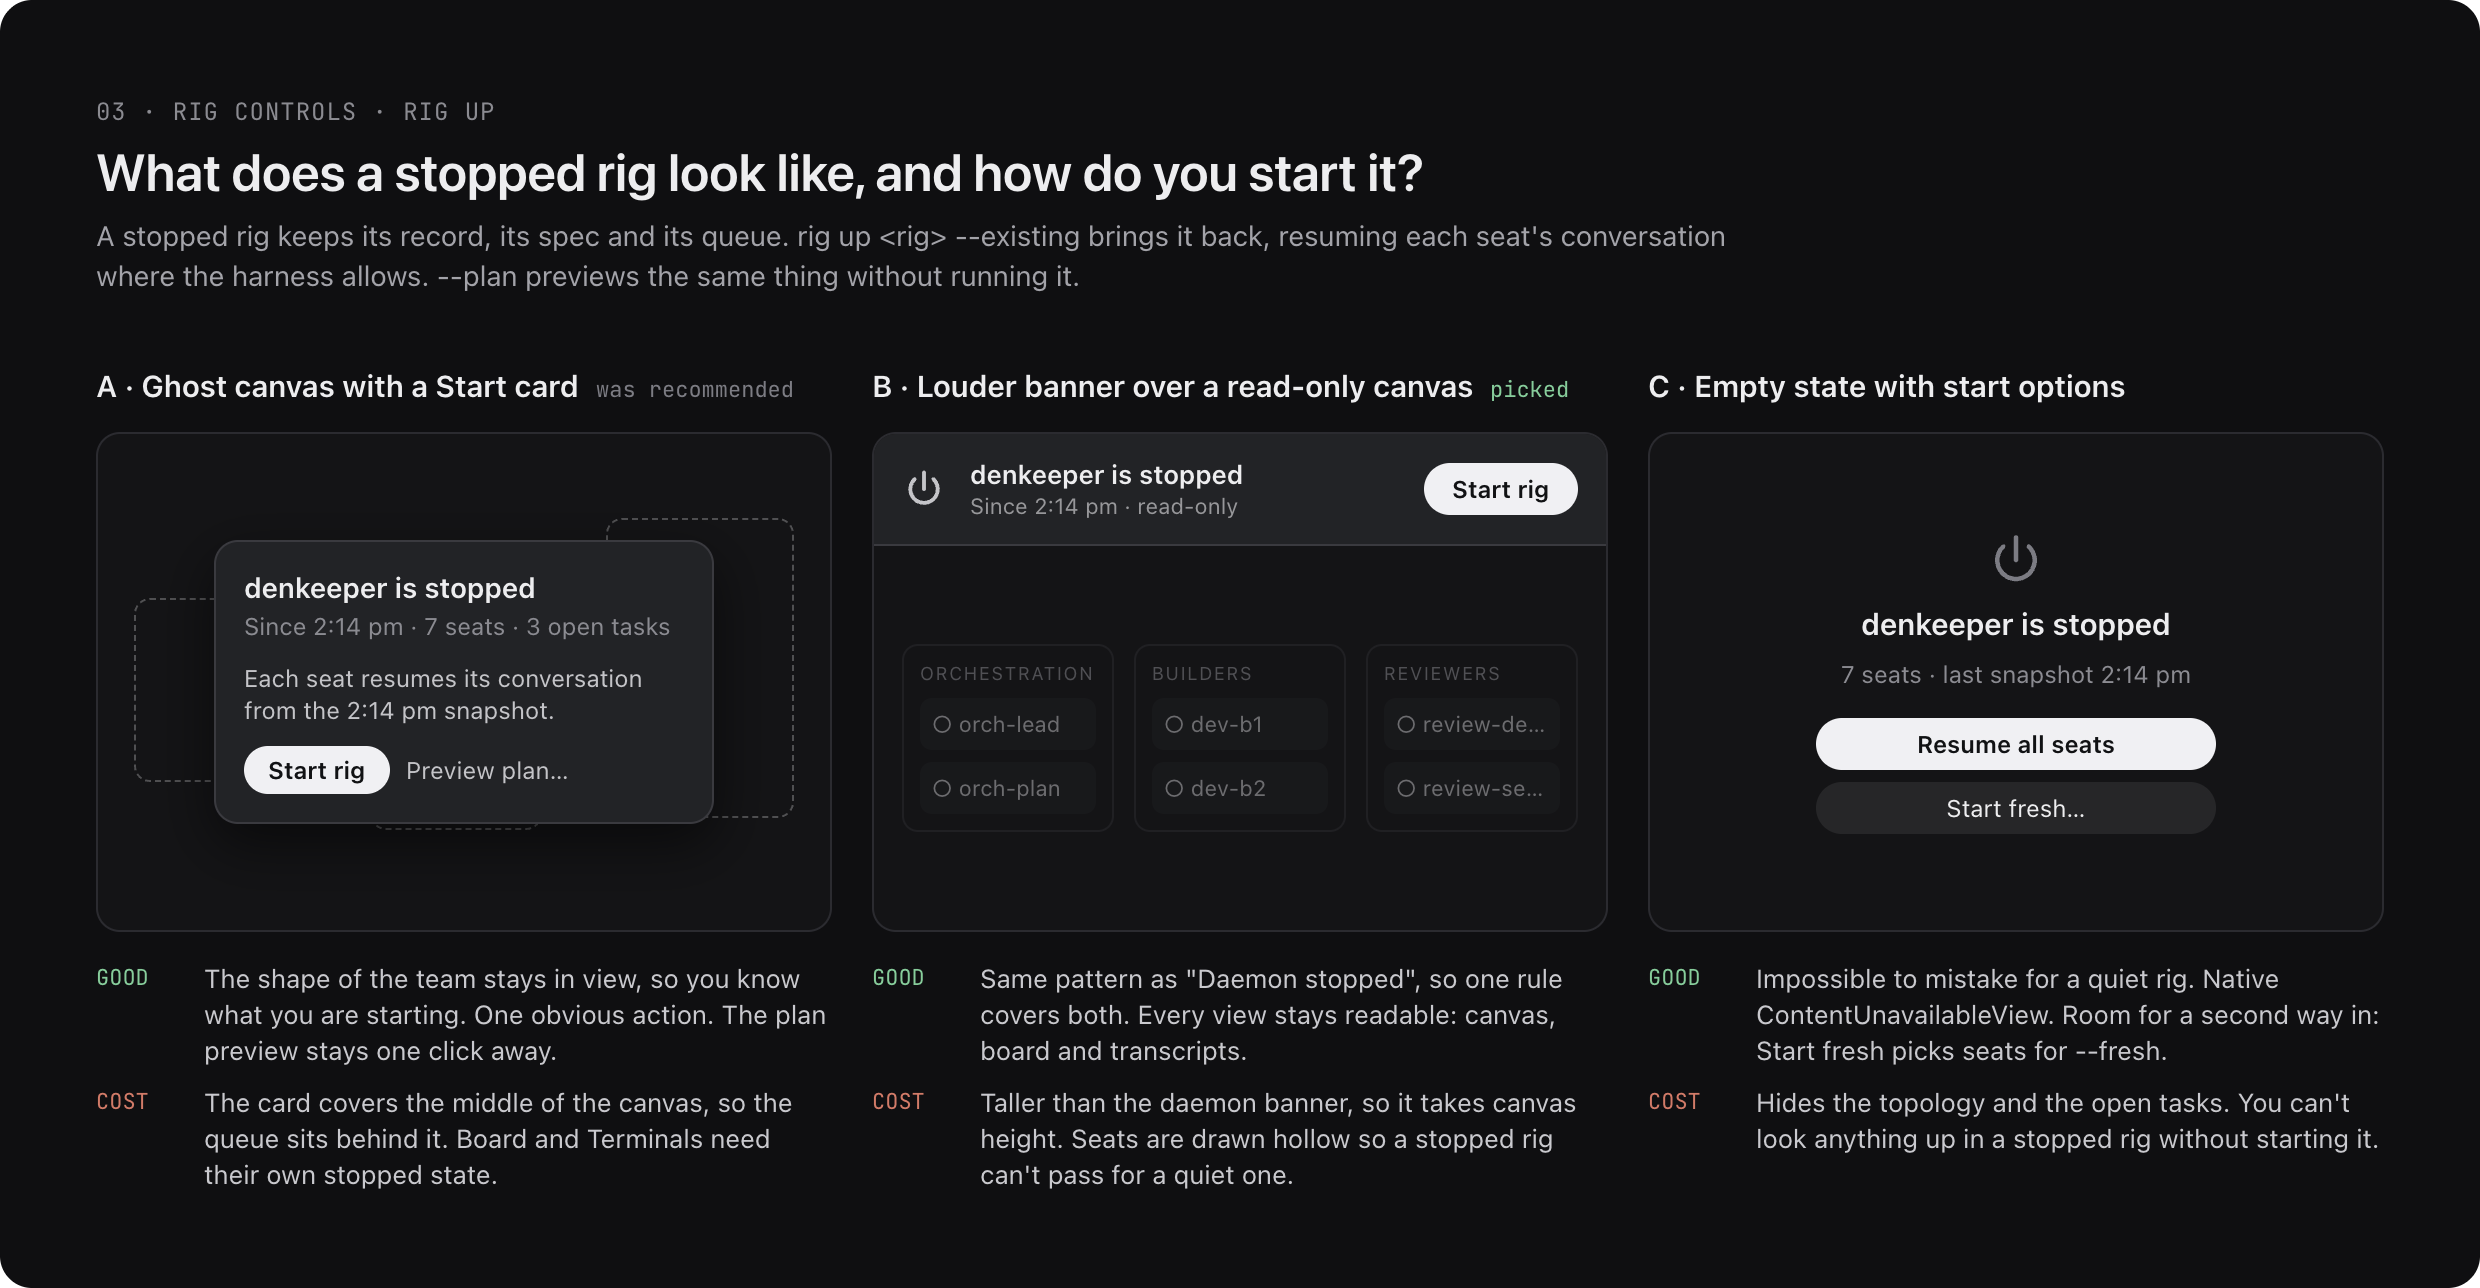 03 · RIG CONTROLS · RIG UP
What does a stopped rig look like, and how do you start it?
A stopped rig keeps its record, its spec and its queue. rig up <rig> --existing brings it back, resuming each seat's conversation
where the harness allows. --plan previews the same thing without running it.
A · Ghost canvas with a Start card was recommended
denkeeper is stopped
Since 2:14 pm · 7 seats · 3 open tasks
Each seat resumes its conversation
from the 2:14 pm snapshot.
Start rig Preview plan...
GOOD The shape of the team stays in view, so you know
what you are starting. One obvious action. The plan
preview stays one click away.
COST The card covers the middle of the canvas, so the
queue sits behind it. Board and Terminals need
their own stopped state.
B · Louder banner over a read-only canvas picked
denkeeper is stopped
Since 2:14 pm · read-only
Start rig
ORCHESTRATION
orch-lead
orch-plan
BUILDERS
dev-b1
dev-b2
REVIEWERS
review-de...
review-se...
GOOD Same pattern as "Daemon stopped", so one rule
covers both. Every view stays readable: canvas,
board and transcripts.
COST Taller than the daemon banner, so it takes canvas
height. Seats are drawn hollow so a stopped rig
can't pass for a quiet one.
C · Empty state with start options
denkeeper is stopped
7 seats · last snapshot 2:14 pm
Resume all seats
Start fresh...
GOOD Impossible to mistake for a quiet rig. Native
ContentUnavailableView. Room for a second way in:
Start fresh picks seats for --fresh.
COST Hides the topology and the open tasks. You can't
look anything up in a stopped rig without starting it.